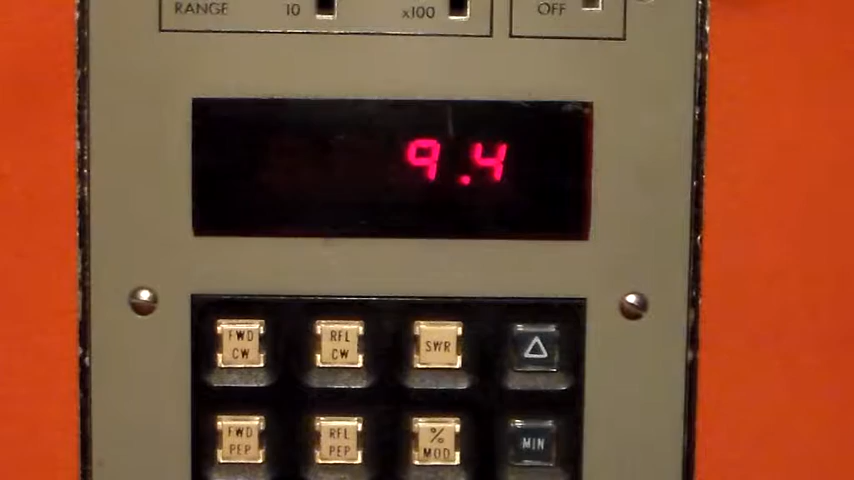 RANGE 10 x100 OFF
9.4
FWD CW RFL CW SWR △
FWD PEP RFL PEP % MOD MIN